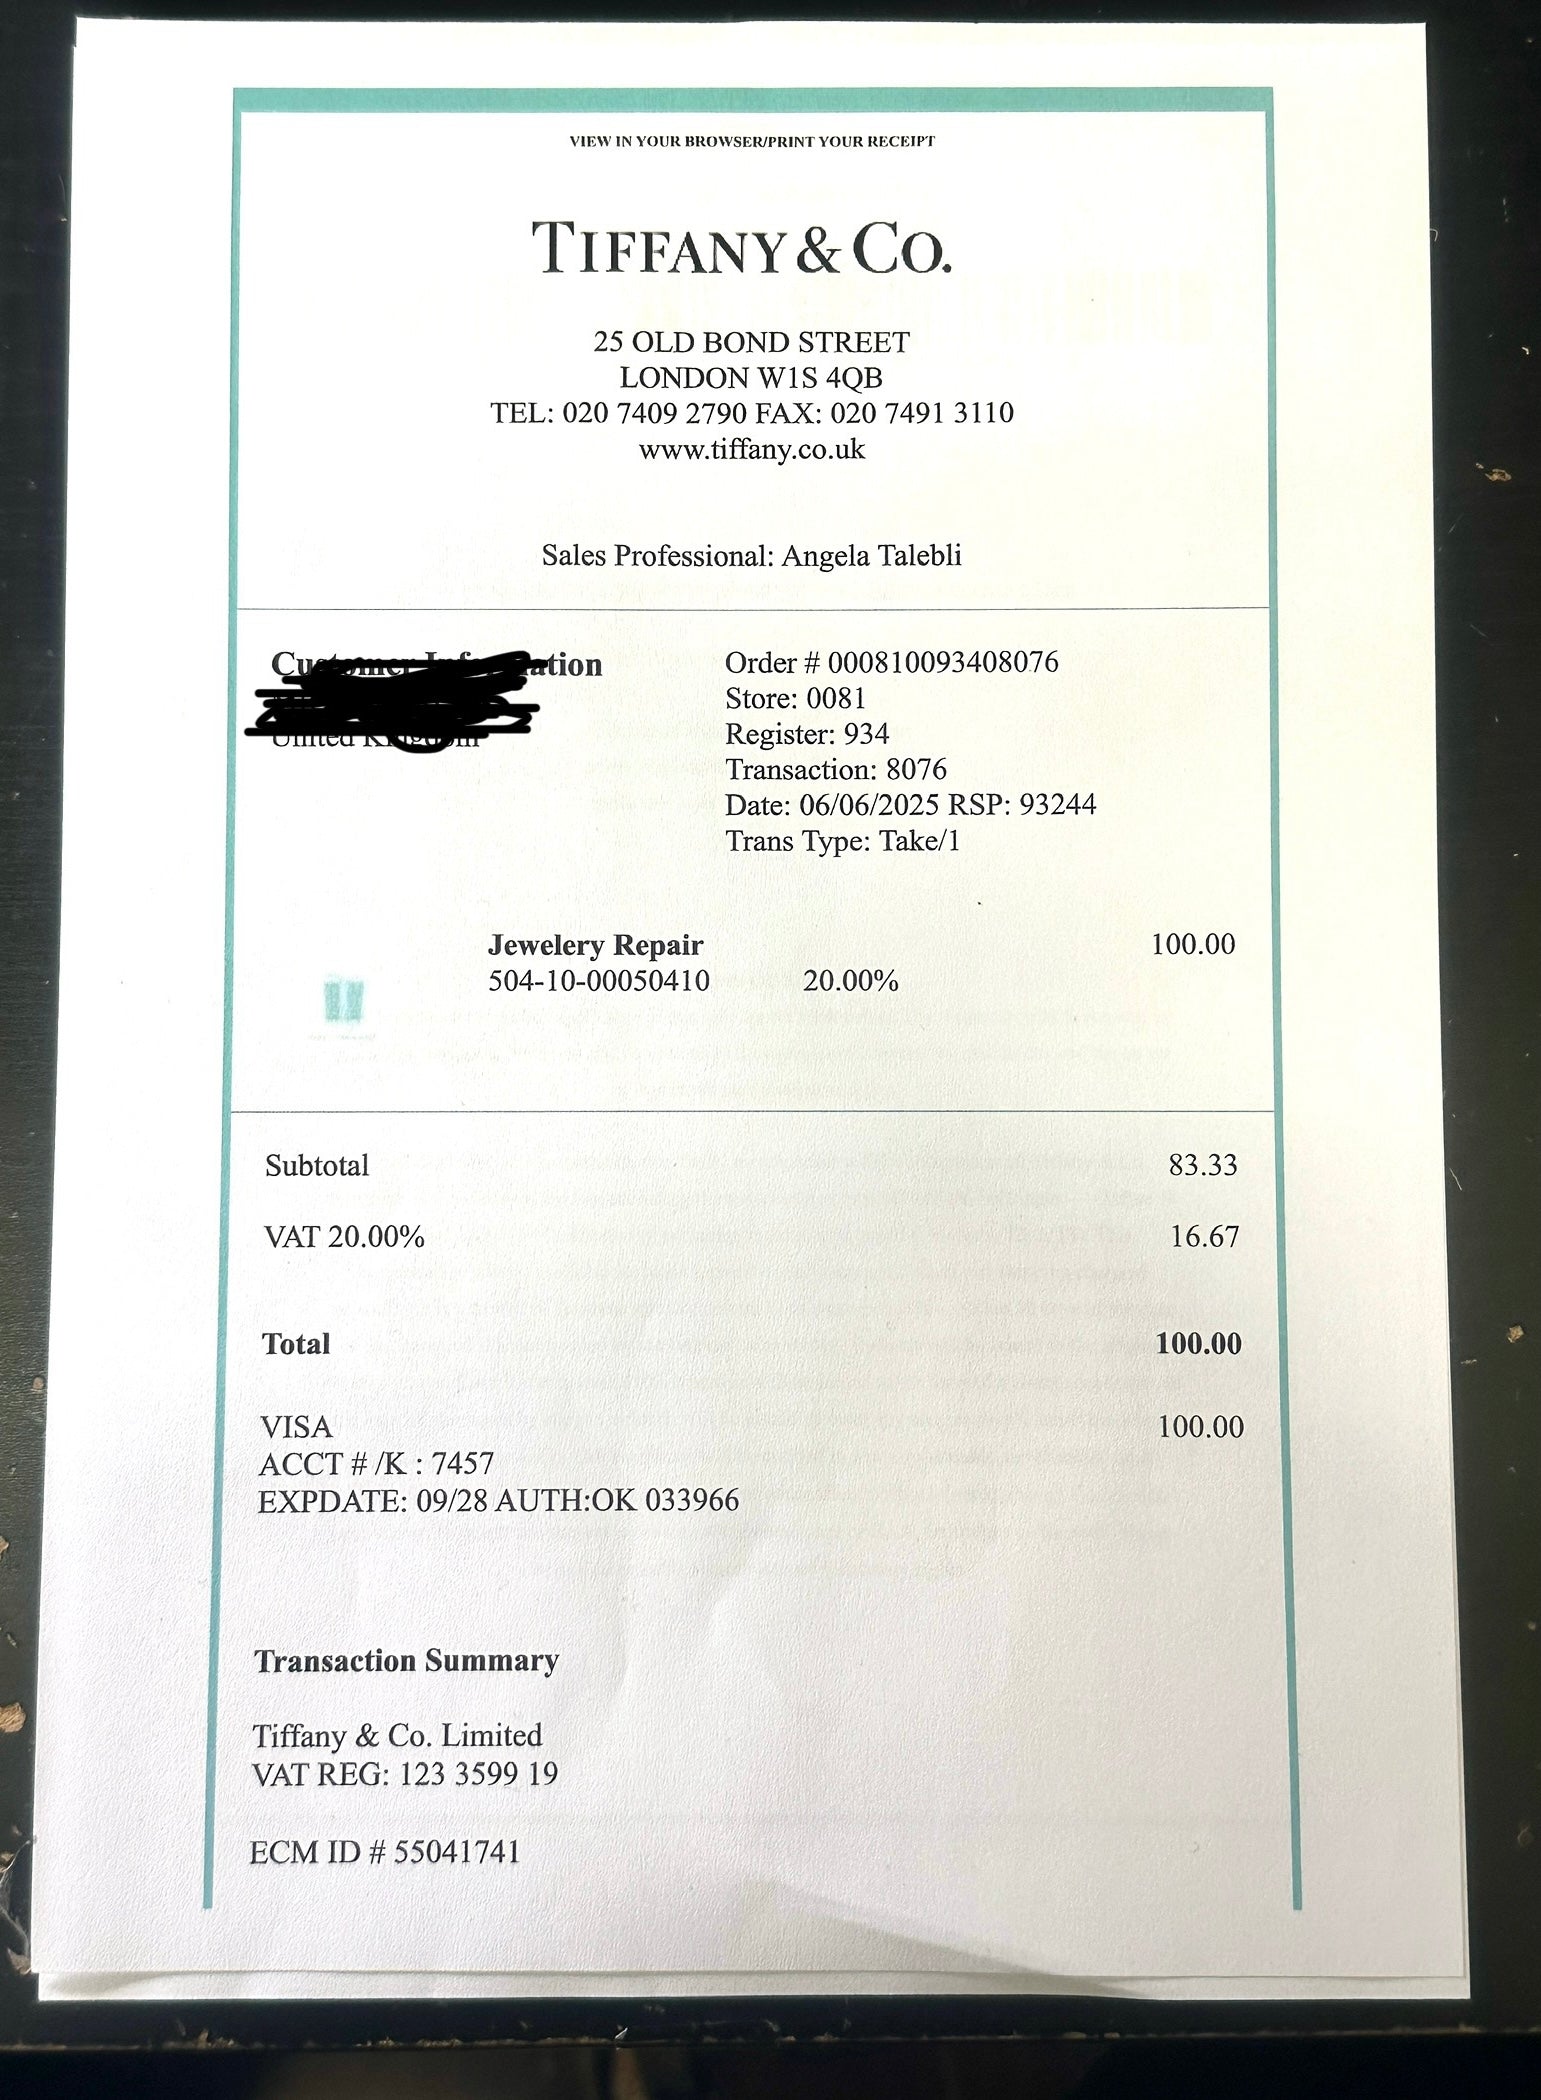 VIEW IN YOUR BROWSER/PRINT YOUR RECEIPT
TIFFANY & CO.
25 OLD BOND STREET
LONDON W1S 4QB
TEL: 020 7409 2790 FAX: 020 7491 3110
www.tiffany.co.uk
Sales Professional: Angela Talebli
Customer Information
United Kingdom
Order # 000810093408076
Store: 0081
Register: 934
Transaction: 8076
Date: 06/06/2025 RSP: 93244
Trans Type: Take/1
Jewelery Repair 100.00
504-10-00050410 20.00%
Subtotal 83.33
VAT 20.00% 16.67
Total 100.00
VISA 100.00
ACCT # /K : 7457
EXPDATE: 09/28 AUTH:OK 033966
Transaction Summary
Tiffany & Co. Limited
VAT REG: 123 3599 19
ECM ID # 55041741